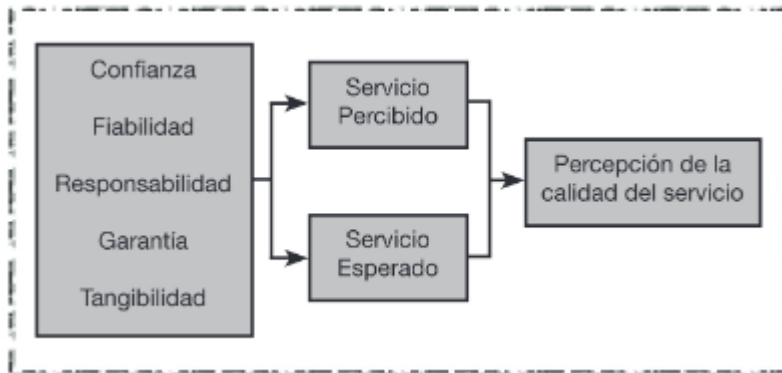 Confianza
Fiabilidad
Responsabilidad
Garantía
Tangibilidad
Servicio
Percibido
Servicio
Esperado
Percepción de la
calidad del servicio